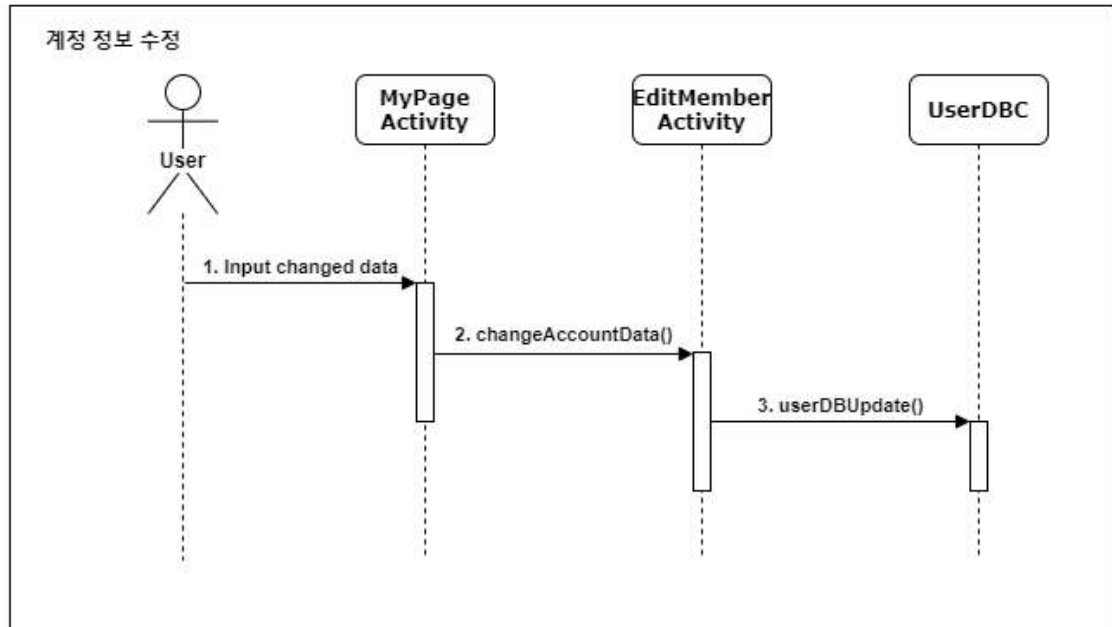 계정 정보 수정
User
MyPage
Activity
EditMember
Activity
UserDBC
1. Input changed data
2. changeAccountData()
3. userDBUpdate()